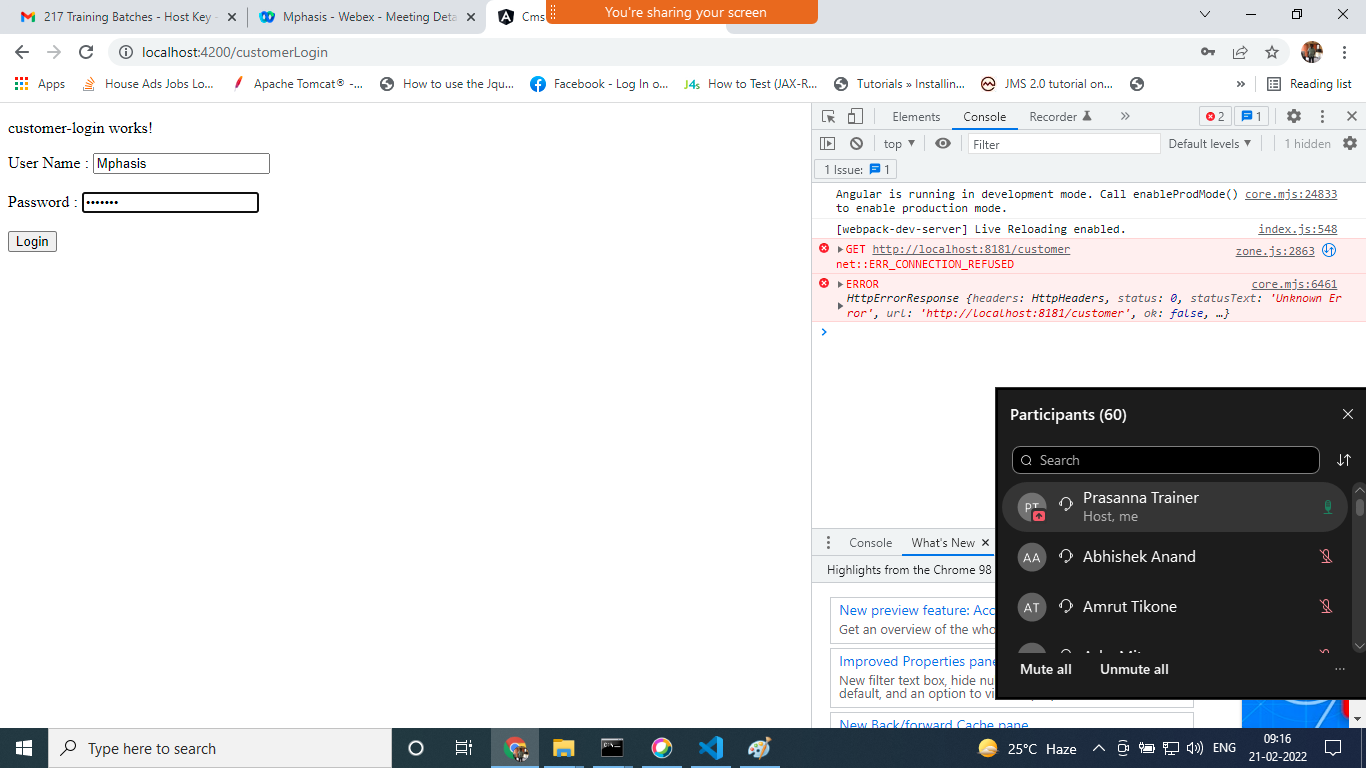 You're sharing your screen
217 Training Batches - Host Key -
Mphasis - Webex - Meeting Deta
Cms
localhost:4200/customerLogin
Apps
House Ads Jobs Lo...
Apache Tomcat® -...
How to use the Jqu...
Facebook - Log In o...
J4s
How to Test (JAX-R...
Tutorials » Installin...
JMS 2.0 tutorial on...
»
Reading list
customer-login works!
User Name : Mphasis
Password : •••••••
Login
Elements
Console
Recorder
»
2
1
top ▼
Filter
Default levels ▼
1 hidden
1 Issue: 1
Angular is running in development mode. Call enableProdMode() core.mjs:24833
to enable production mode.
[webpack-dev-server] Live Reloading enabled. index.js:548
GET http://localhost:8181/customer zone.js:2863
net::ERR_CONNECTION_REFUSED
ERROR core.mjs:6461
HttpErrorResponse {headers: HttpHeaders, status: 0, statusText: 'Unknown Er
ror', url: 'http://localhost:8181/customer', ok: false, …}
Participants (60)
Search
PT
Prasanna Trainer
Host, me
AA
Abhishek Anand
AT
Amrut Tikone
Mute all
Unmute all
...
Console
What's New
Highlights from the Chrome 98
New preview feature: Acc
Get an overview of the who
Improved Properties pane
New filter text box, hide nu
default, and an option to vi
New Back/forward Cache pane
Type here to search
25°C Haze
ENG
09:16
21-02-2022